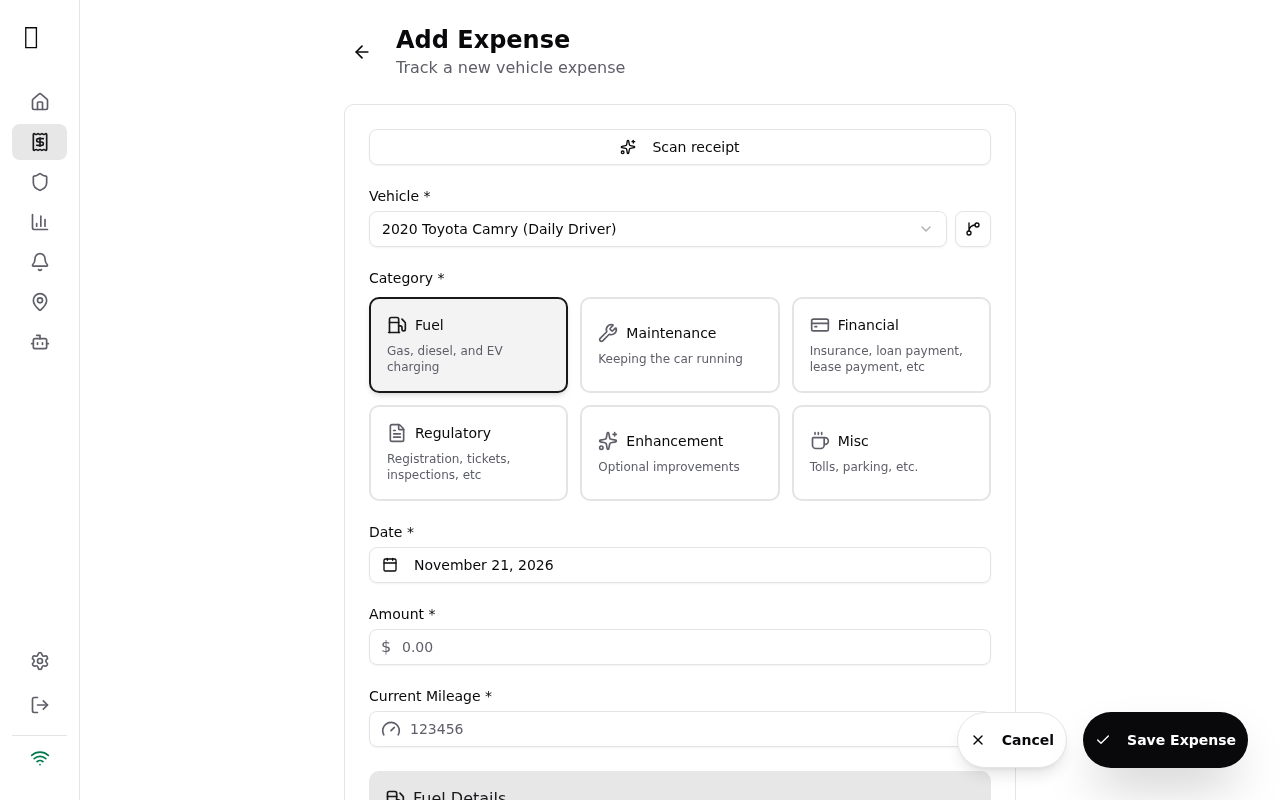 Add Expense
Track a new vehicle expense
Scan receipt
Vehicle *
2020 Toyota Camry (Daily Driver)
Category *
Fuel
Gas, diesel, and EV
charging
Maintenance
Keeping the car running
Financial
Insurance, loan payment,
lease payment, etc
Regulatory
Registration, tickets,
inspections, etc
Enhancement
Optional improvements
Misc
Tolls, parking, etc.
Date *
November 21, 2026
Amount *
$ 0.00
Current Mileage *
123456
Cancel
Save Expense
Fuel Details